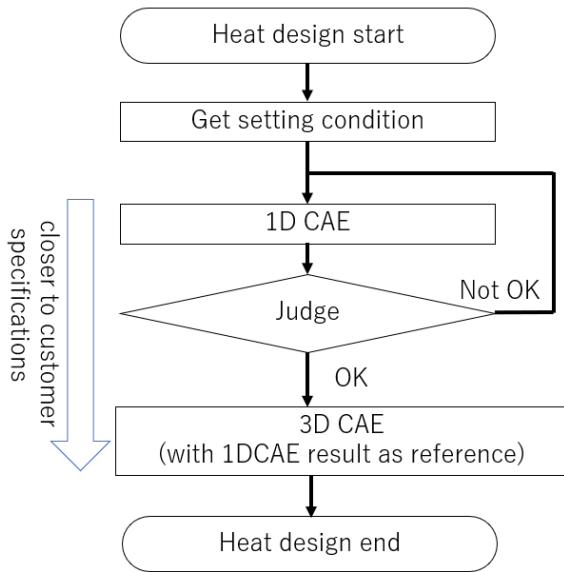 Heat design start
Get setting condition
1D CAE
Judge
Not OK
OK
3D CAE
(with 1DCAE result as reference)
Heat design end
closer to customer
specifications